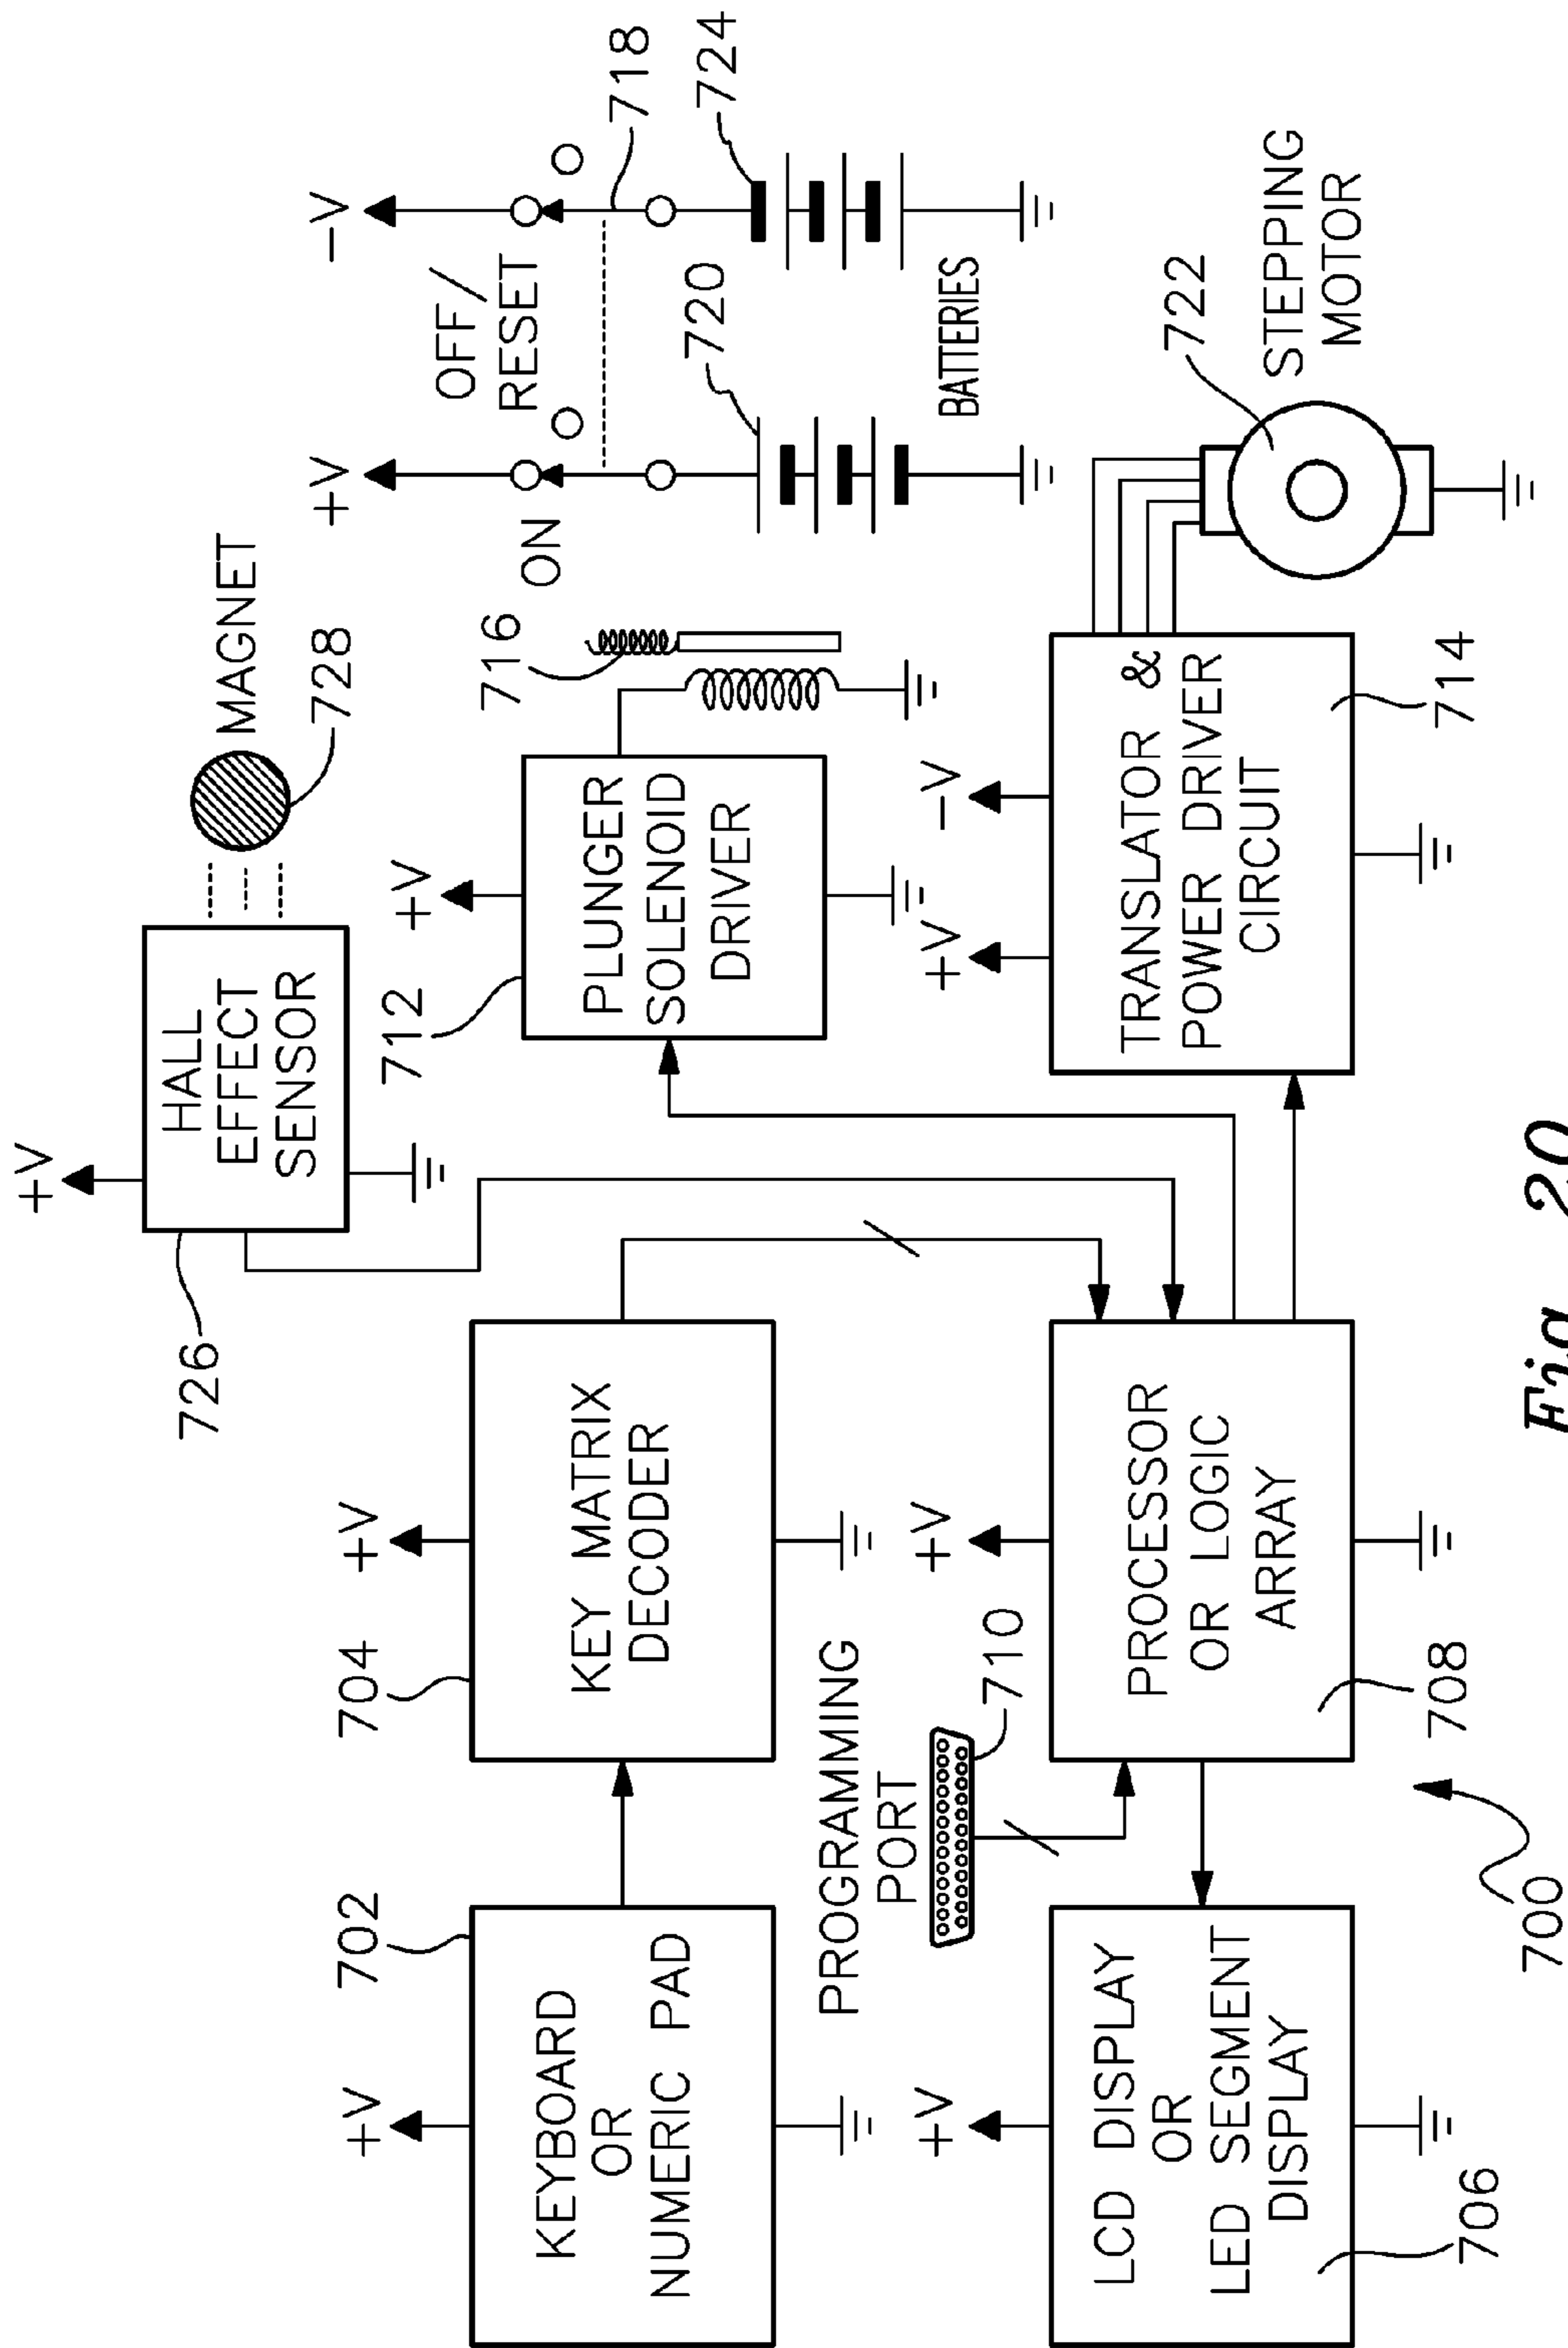 +V
HALL
EFFECT
SENSOR
726
MAGNET
728
+V
702
KEYBOARD
OR
NUMERIC PAD
+V
704
KEY MATRIX
DECODER
+V
712
PLUNGER
SOLENOID
DRIVER
716
+V
-V
ON
OFF/
RESET
718
720
724
BATTERIES
PROGRAMMING
PORT
710
+V
LCD DISPLAY
OR
LED SEGMENT
DISPLAY
706
+V
PROCESSOR
OR LOGIC
ARRAY
708
+V
-V
TRANSLATOR &
POWER DRIVER
CIRCUIT
714
722
STEPPING
MOTOR
700
Fig. 20